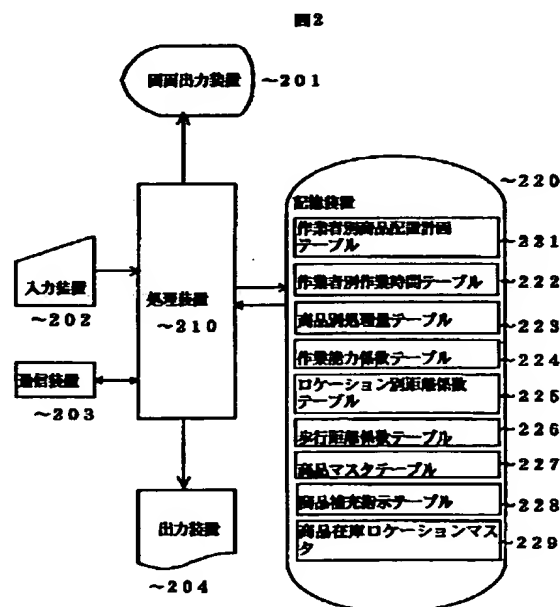 図2
画面出力装置
~201
~220
記憶装置
作業者別商品配置計画
テーブル
221
作業者別作業時間テーブル
222
入力装置
~202
処理装置
~210
商品別処理量テーブル
223
作業能力係数テーブル
224
ロケーション別距離係数
テーブル
225
通信装置
~203
歩行距離係数テーブル
226
商品マスタテーブル
227
商品補充指示テーブル
228
商品在庫ロケーションマス
タ
229
出力装置
~204